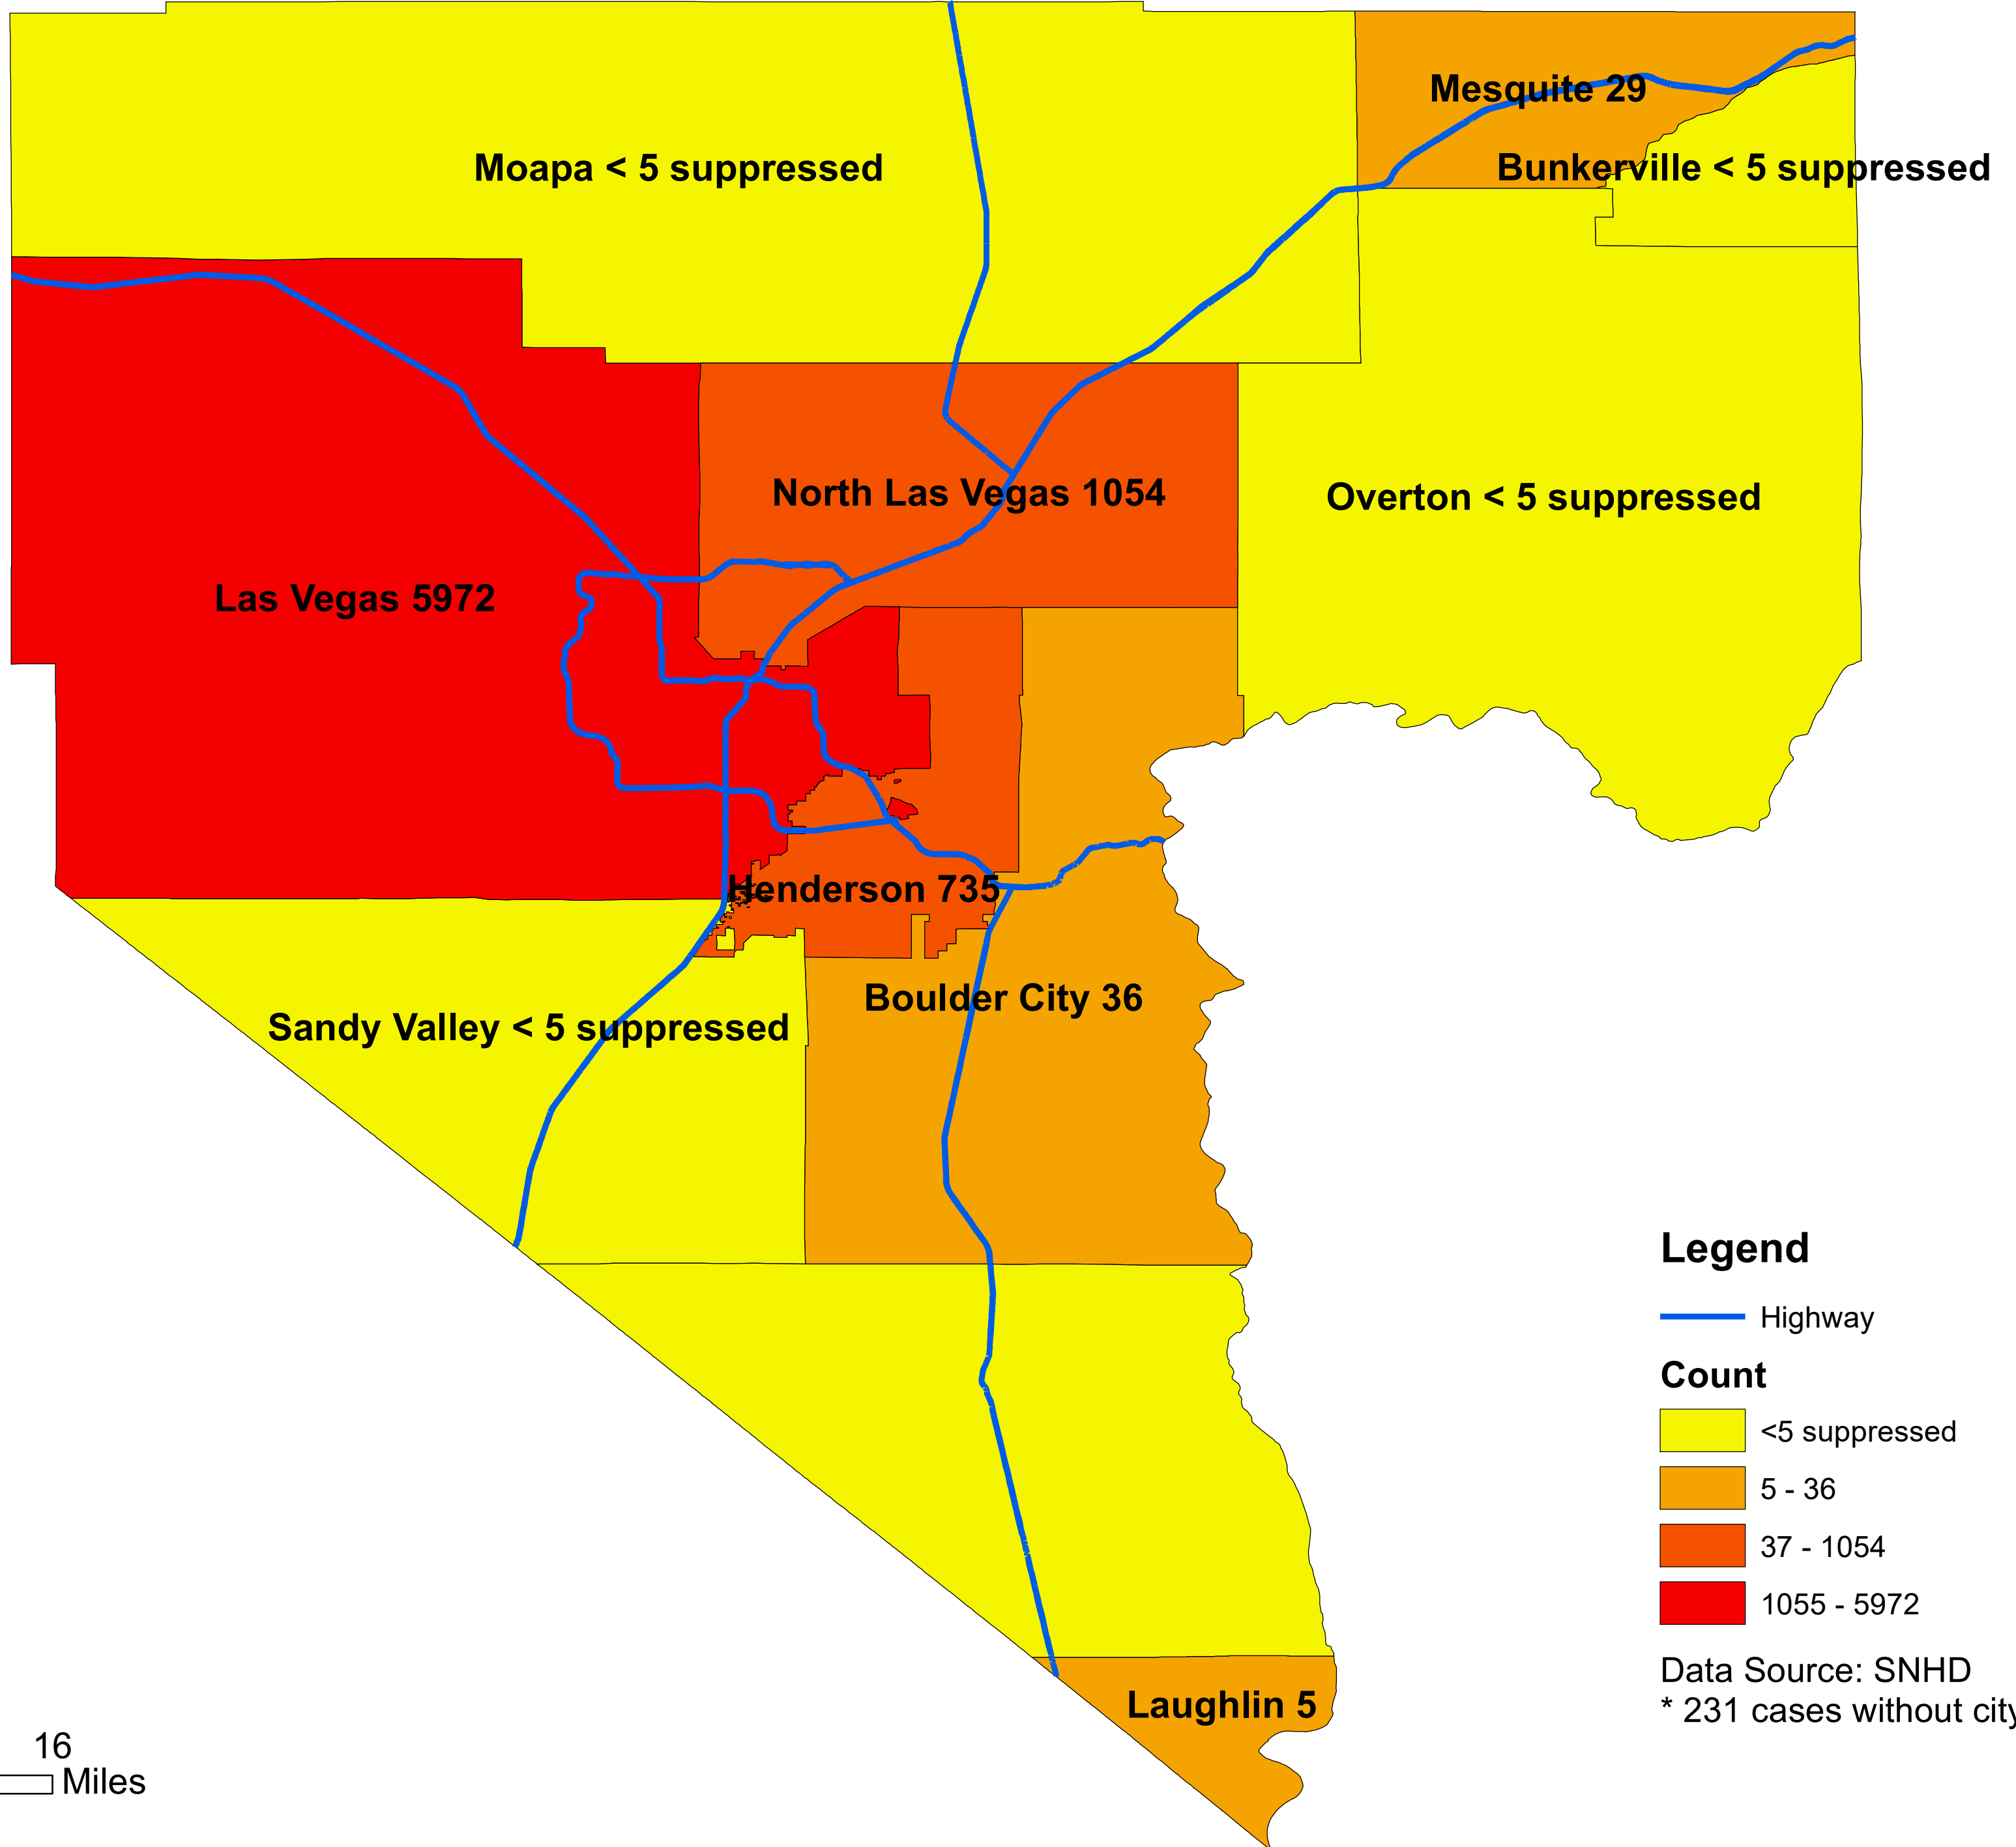 Mesquite 29
Moapa < 5 suppressed
Bunkerville < 5 suppressed
North Las Vegas 1054
Overton < 5 suppressed
Las Vegas 5972
Henderson 735
Boulder City 36
Sandy Valley < 5 suppressed
Laughlin 5
Legend
Highway
Count
<5 suppressed
5 - 36
37 - 1054
1055 - 5972
Data Source: SNHD
* 231 cases without city
16
Miles